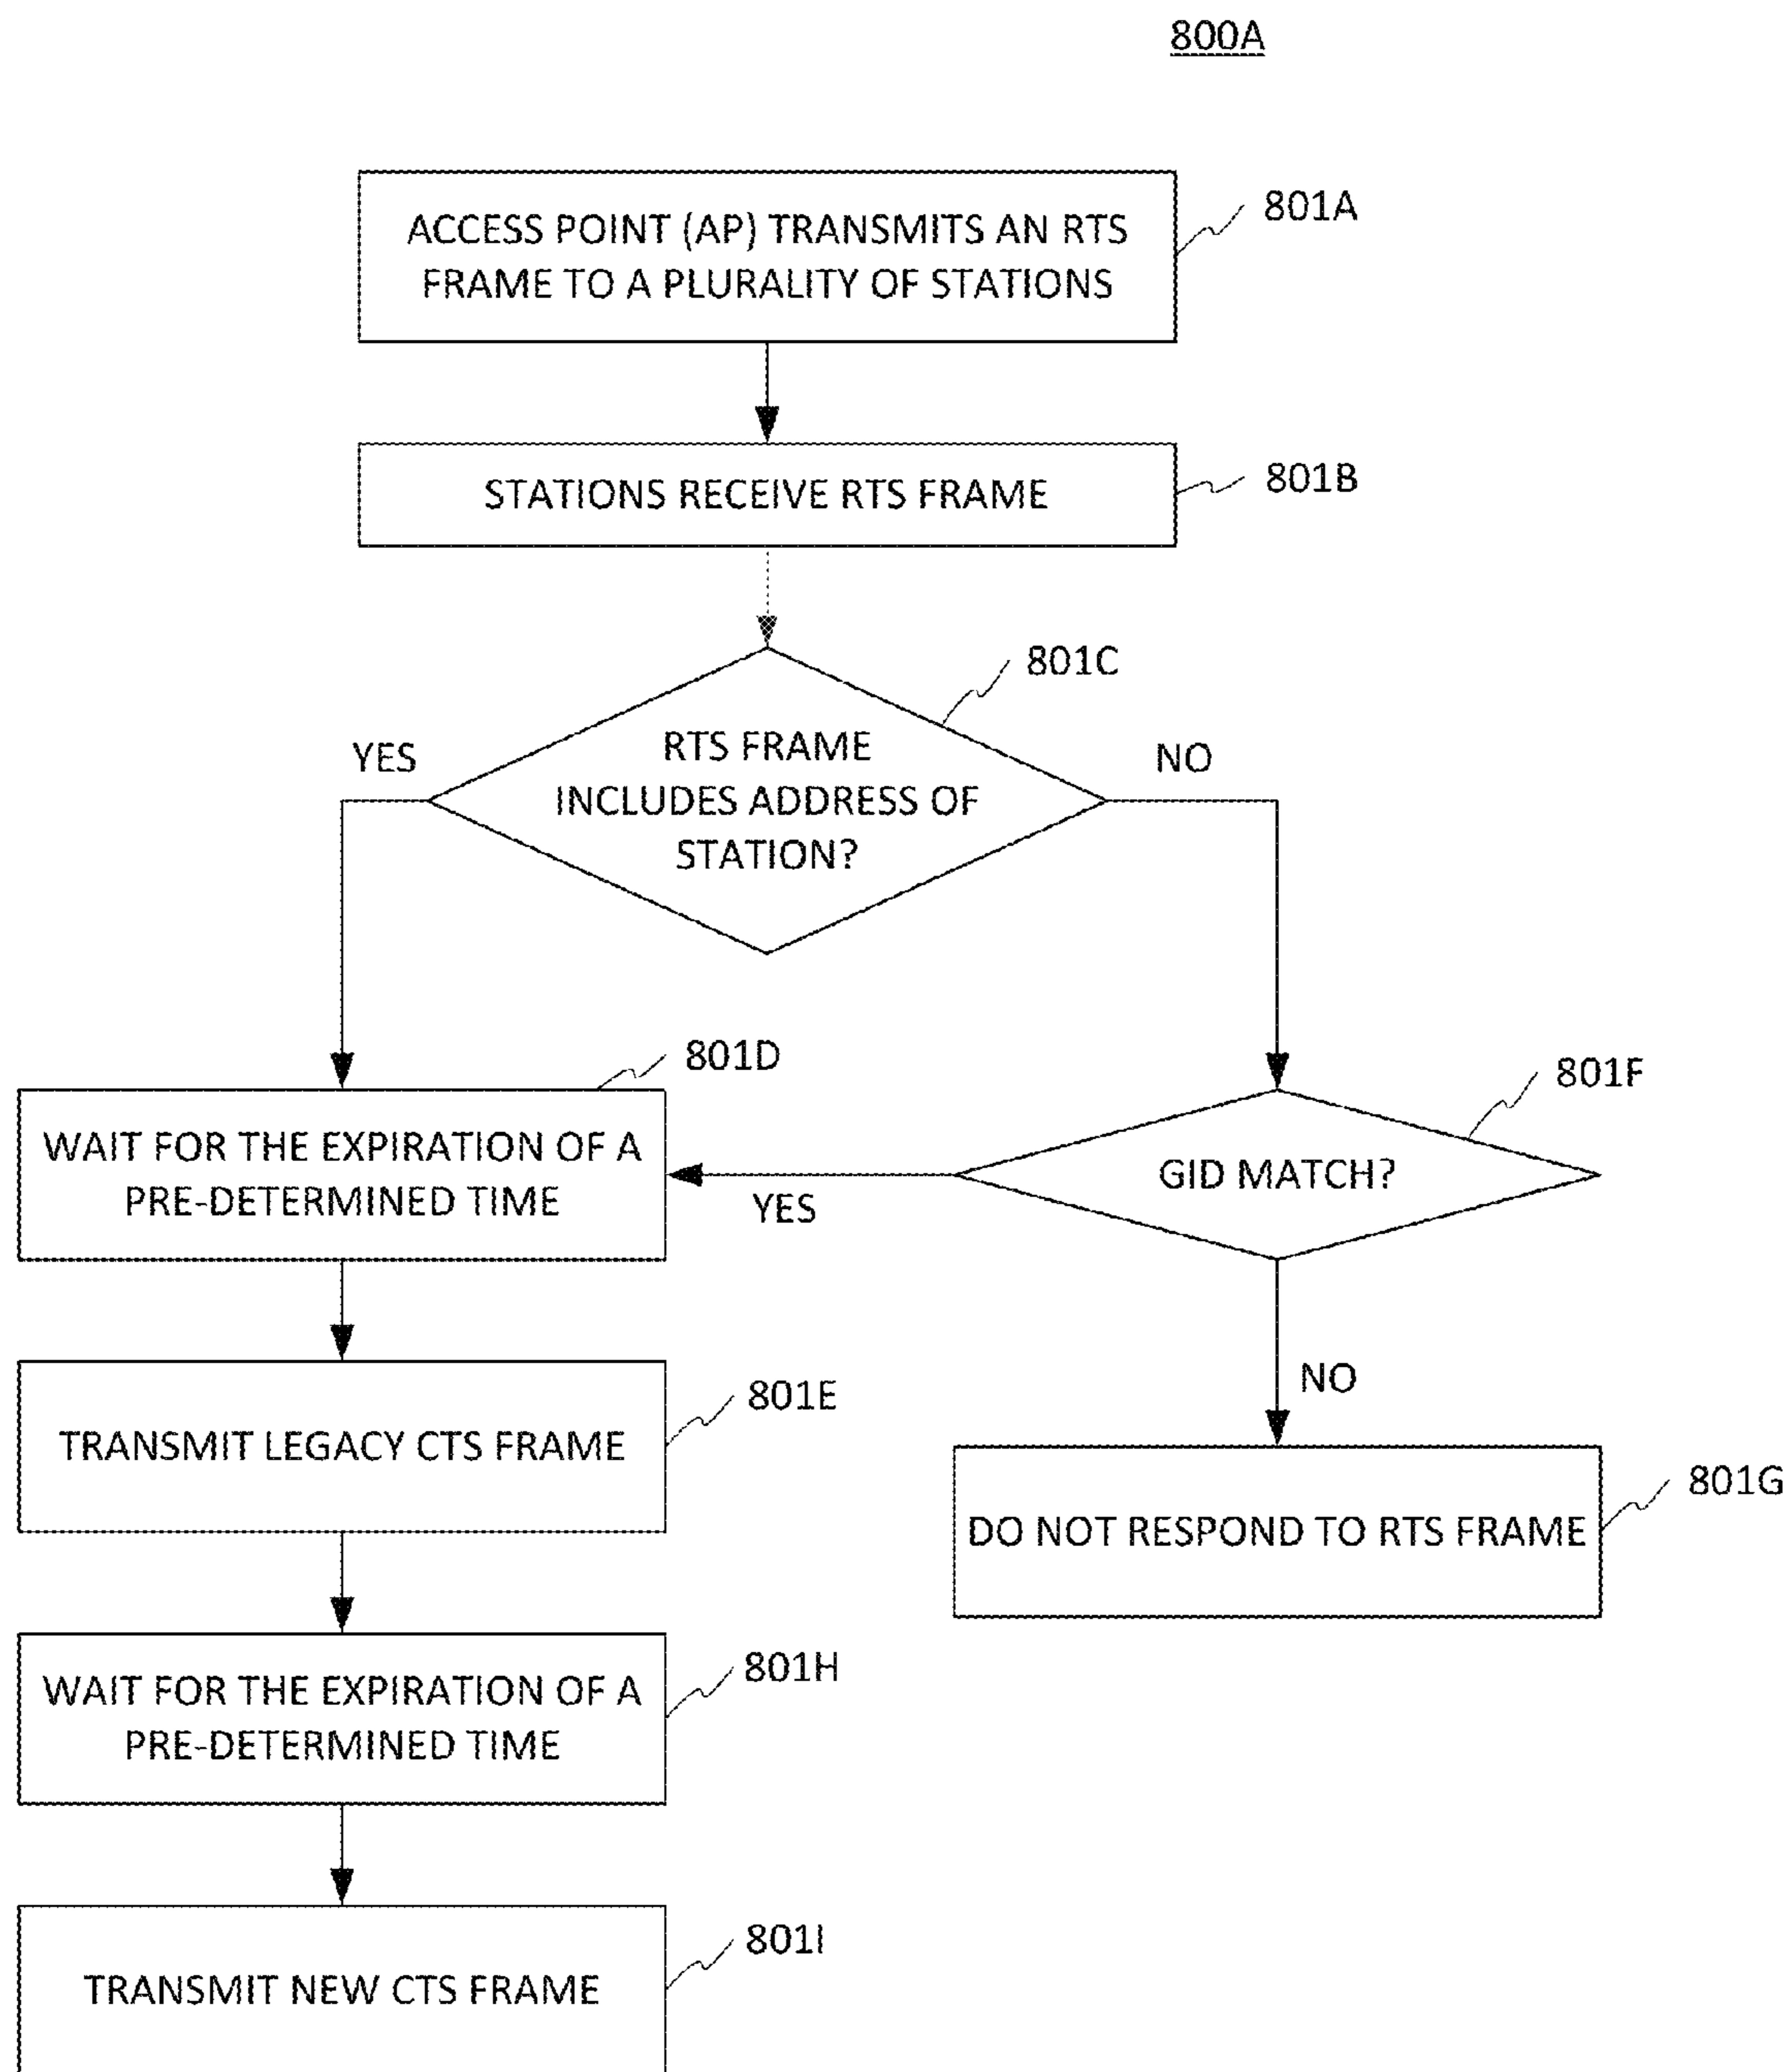 800A
ACCESS POINT (AP) TRANSMITS AN RTS
FRAME TO A PLURALITY OF STATIONS
801A
STATIONS RECEIVE RTS FRAME
801B
801C
RTS FRAME
INCLUDES ADDRESS OF
STATION?
YES
NO
801D
WAIT FOR THE EXPIRATION OF A
PRE-DETERMINED TIME
801F
GID MATCH?
YES
NO
801E
TRANSMIT LEGACY CTS FRAME
801G
DO NOT RESPOND TO RTS FRAME
801H
WAIT FOR THE EXPIRATION OF A
PRE-DETERMINED TIME
801I
TRANSMIT NEW CTS FRAME